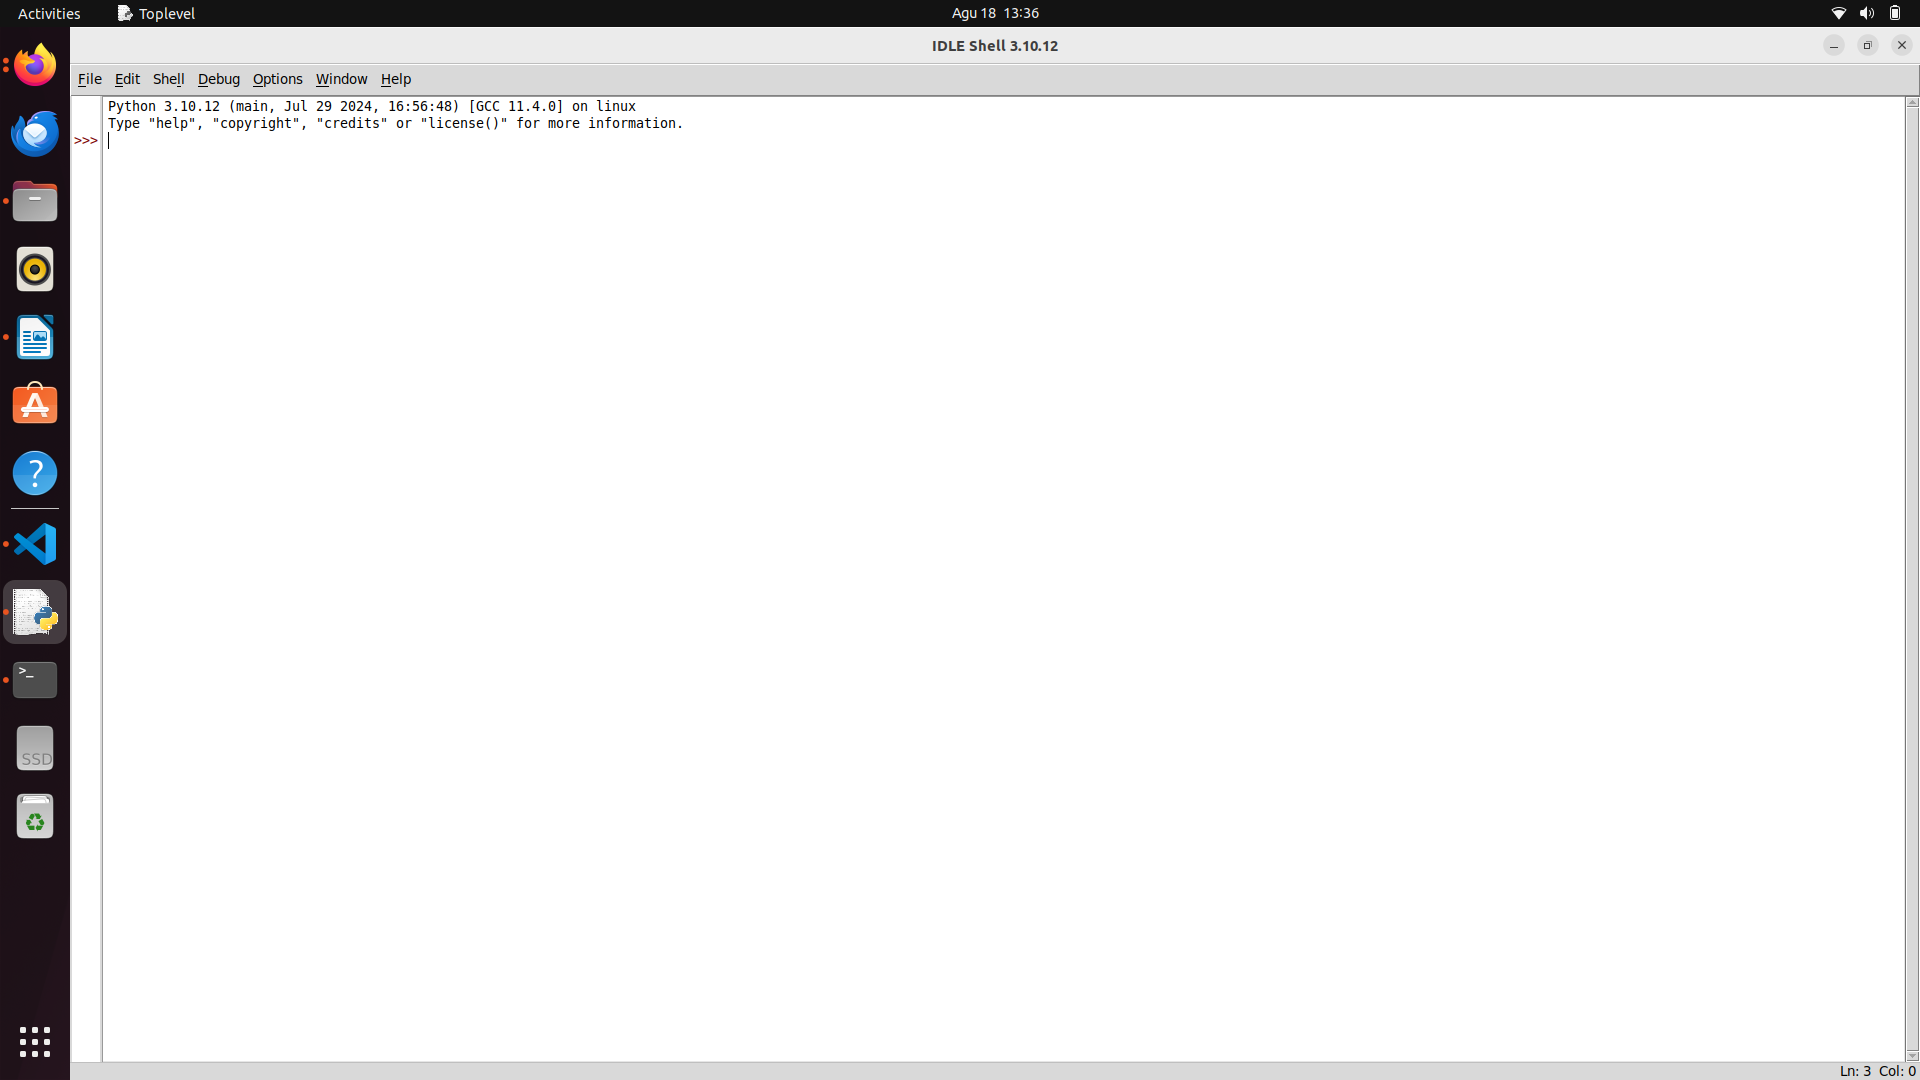 Activities Toplevel Agu 18 13:36
IDLE Shell 3.10.12
File Edit Shell Debug Options Window Help
Python 3.10.12 (main, Jul 29 2024, 16:56:48) [GCC 11.4.0] on linux
Type "help", "copyright", "credits" or "license()" for more information.
>>>
?
>_
SSD
Ln: 3 Col: 0